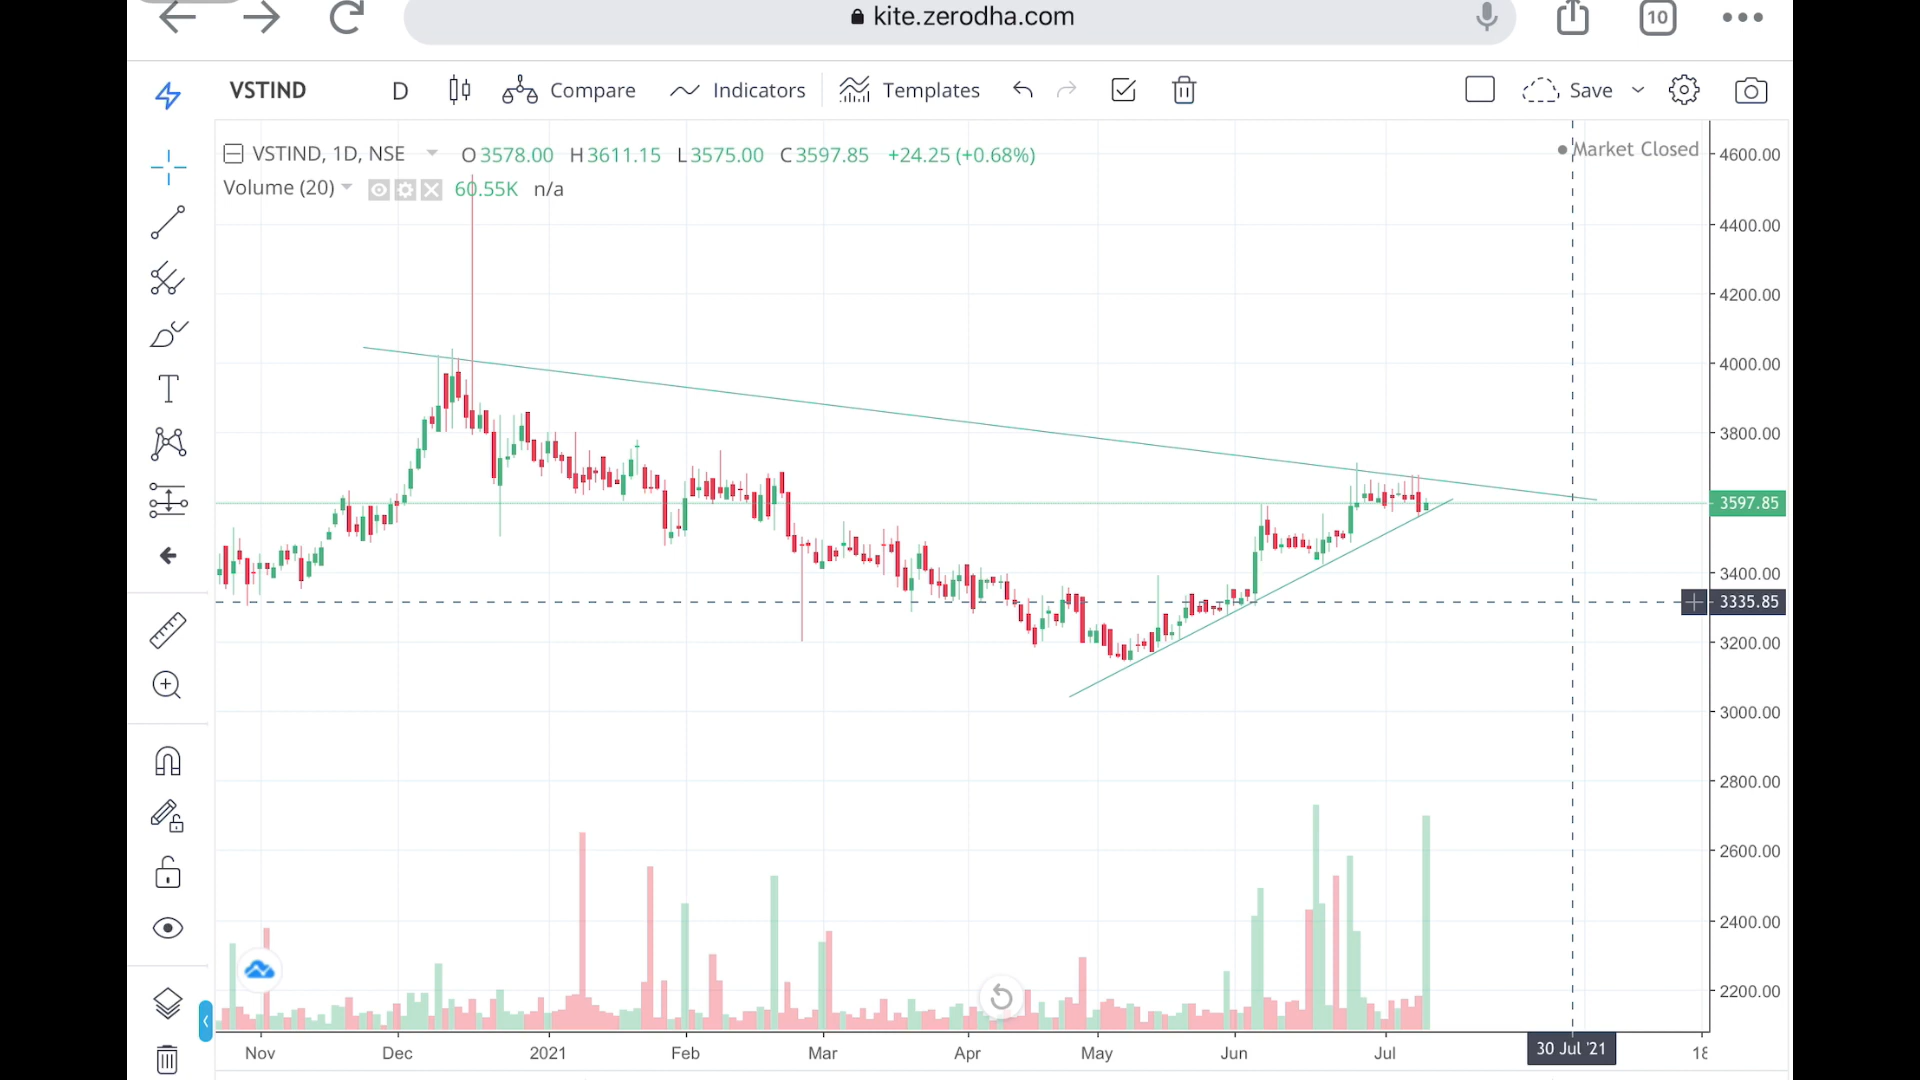 kite.zerodha.com
10
VSTIND D Compare Indicators Templates Save
VSTIND, 1D, NSE O3578.00 H3611.15 L3575.00 C3597.85 +24.25 (+0.68%)
Market Closed
Volume (20) 60.55K n/a
4600.00
4400.00
4200.00
4000.00
3800.00
3597.85
3400.00
3335.85
3200.00
3000.00
2800.00
2600.00
2400.00
2200.00
Nov Dec 2021 Feb Mar Apr May Jun Jul 30 Jul '21 18